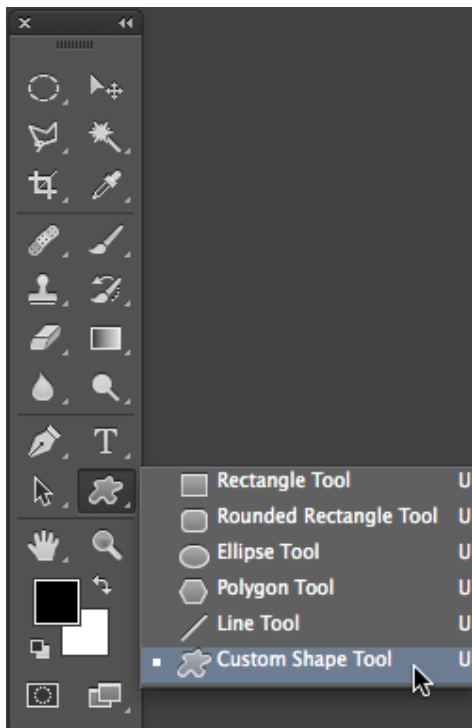 T
Rectangle Tool U
Rounded Rectangle Tool U
Ellipse Tool U
Polygon Tool U
Line Tool U
Custom Shape Tool U